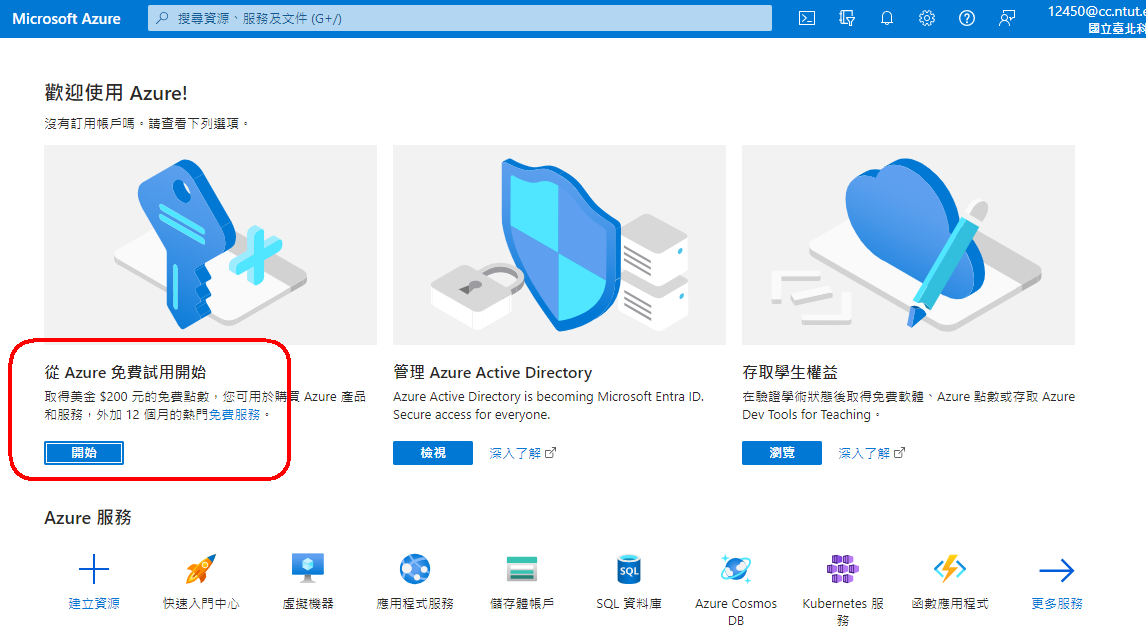 Microsoft Azure
搜尋資源、服務及文件 (G+/)
12450@cc.ntut.e
國立臺北科
歡迎使用 Azure!
沒有訂用帳戶嗎。請查看下列選項。
從 Azure 免費試用開始
取得美金 $200 元的免費點數，您可用於購買 Azure 產品
和服務，外加 12 個月的熱門免費服務。
開始
管理 Azure Active Directory
Azure Active Directory is becoming Microsoft Entra ID.
Secure access for everyone.
檢視
深入了解
存取學生權益
在驗證學術狀態後取得免費軟體、Azure 點數或存取 Azure
Dev Tools for Teaching。
瀏覽
深入了解
Azure 服務
建立資源
快速入門中心
虛擬機器
應用程式服務
儲存體帳戶
SQL
SQL 資料庫
Azure Cosmos
DB
Kubernetes 服
務
函數應用程式
更多服務